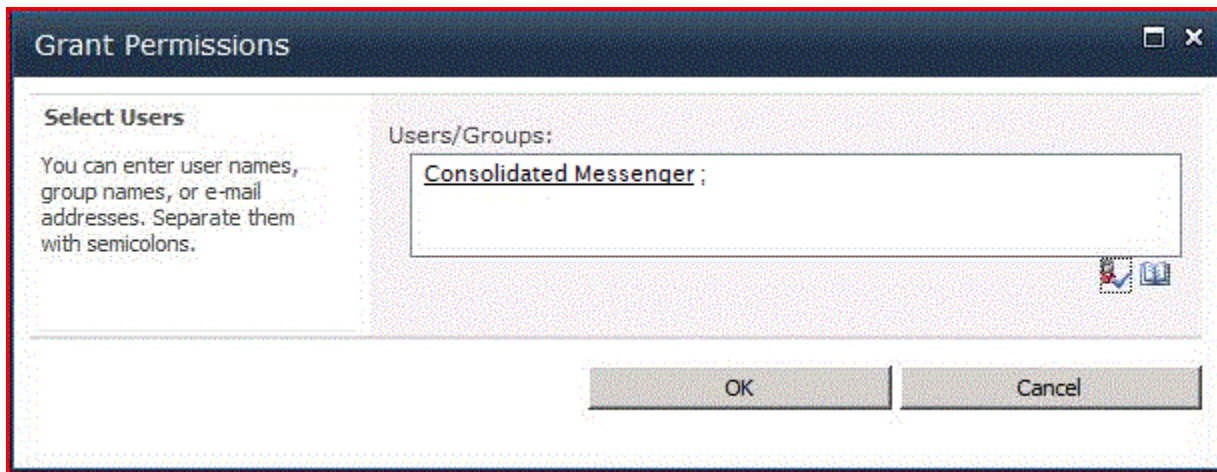 Grant Permissions
Select Users
You can enter user names,
group names, or e-mail
addresses. Separate them
with semicolons.
Users/Groups:
Consolidated Messenger ;
OK
Cancel